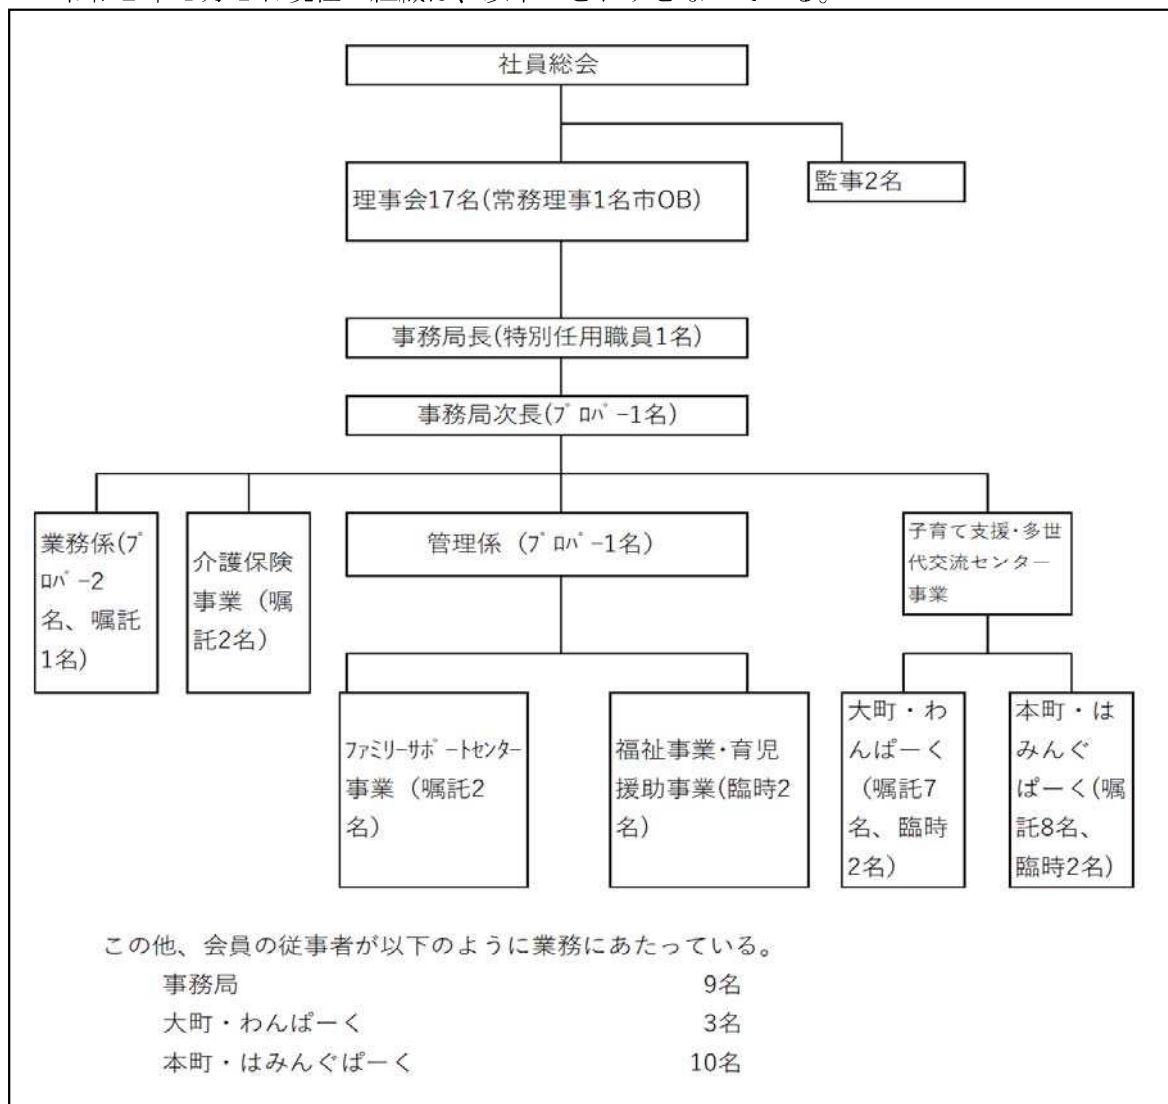 社員総会
監事2名
理事会17名(常務理事1名市OB)
事務局長(特別任用職員1名)
事務局次長(ﾌﾟﾛﾊﾟｰ1名)
業務係(ﾌﾟ
ﾛﾊﾟｰ2
名、嘱託
1名)
介護保険
事業（嘱
託2名）
管理係（ﾌﾟﾛﾊﾟｰ1名）
子育て支援・多世
代交流センター
事業
ﾌｧﾐﾘｰｻﾎﾟｰﾄｾﾝﾀｰ
事業（嘱託2
名）
福祉事業・育児
援助事業(臨時2
名)
大町・わ
んぱーく
（嘱託7
名、臨時
2名）
本町・は
みんぐ
ぱーく(嘱
託8名、
臨時2名)
この他、会員の従事者が以下のように業務にあたっている。
事務局 9名
大町・わんぱーく 3名
本町・はみんぐぱーく 10名